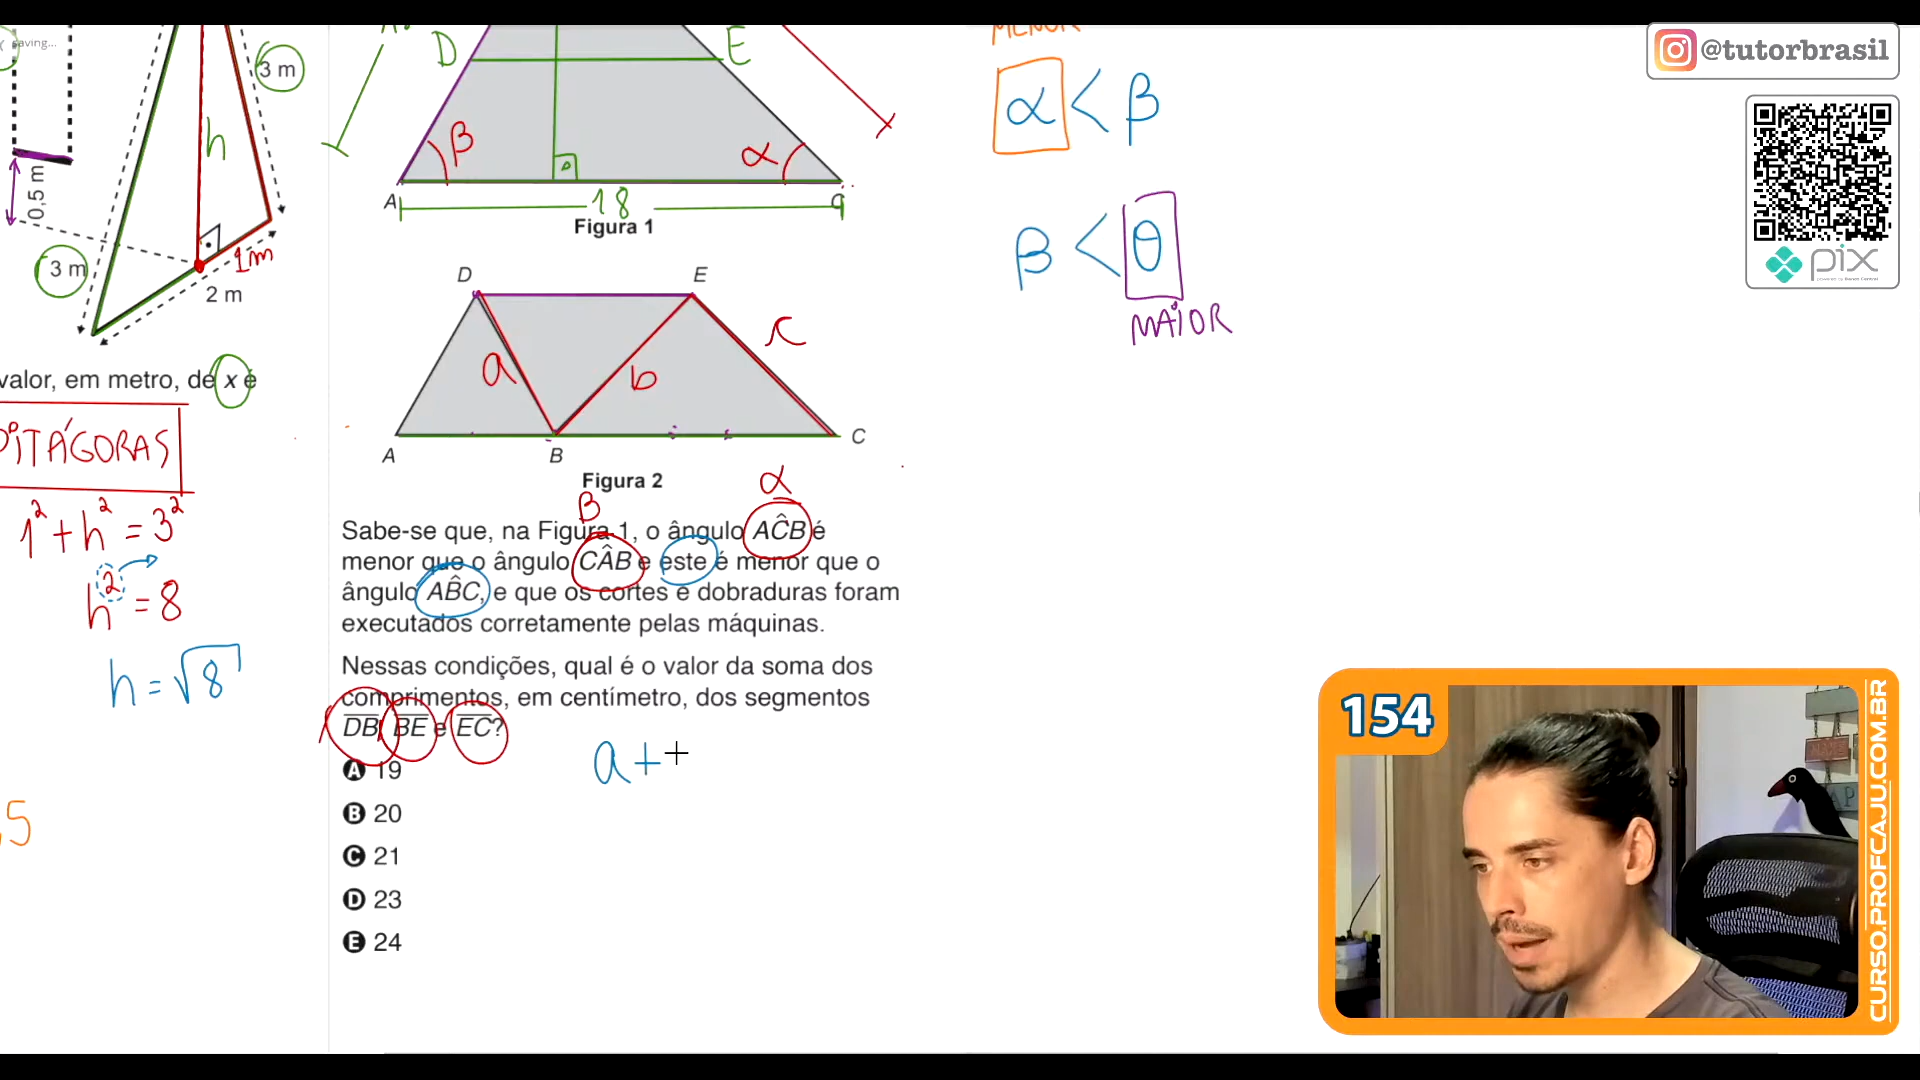 saving...
3 m
h
0,5 m
3 m
1m
2 m
valor, em metro, de x é
PITÁGORAS
1² + h² = 3²
h² = 8
h = √8
,5
D
E
β
α
A
18
C
Figura 1
D
E
a
b
c
A
B
C
Figura 2
β
α
Sabe-se que, na Figura 1, o ângulo AĈB é
menor que o ângulo CÂB e este é menor que o
ângulo AB̂C, e que os cortes e dobraduras foram
executados corretamente pelas máquinas.
Nessas condições, qual é o valor da soma dos
comprimentos, em centímetro, dos segmentos
DB, BE e EC?
a + +
A 19
B 20
C 21
D 23
E 24
MENOR
α < β
β < θ
MAIOR
@tutorbrasil
pix
154
CURSO.PROFCAJU.COM.BR